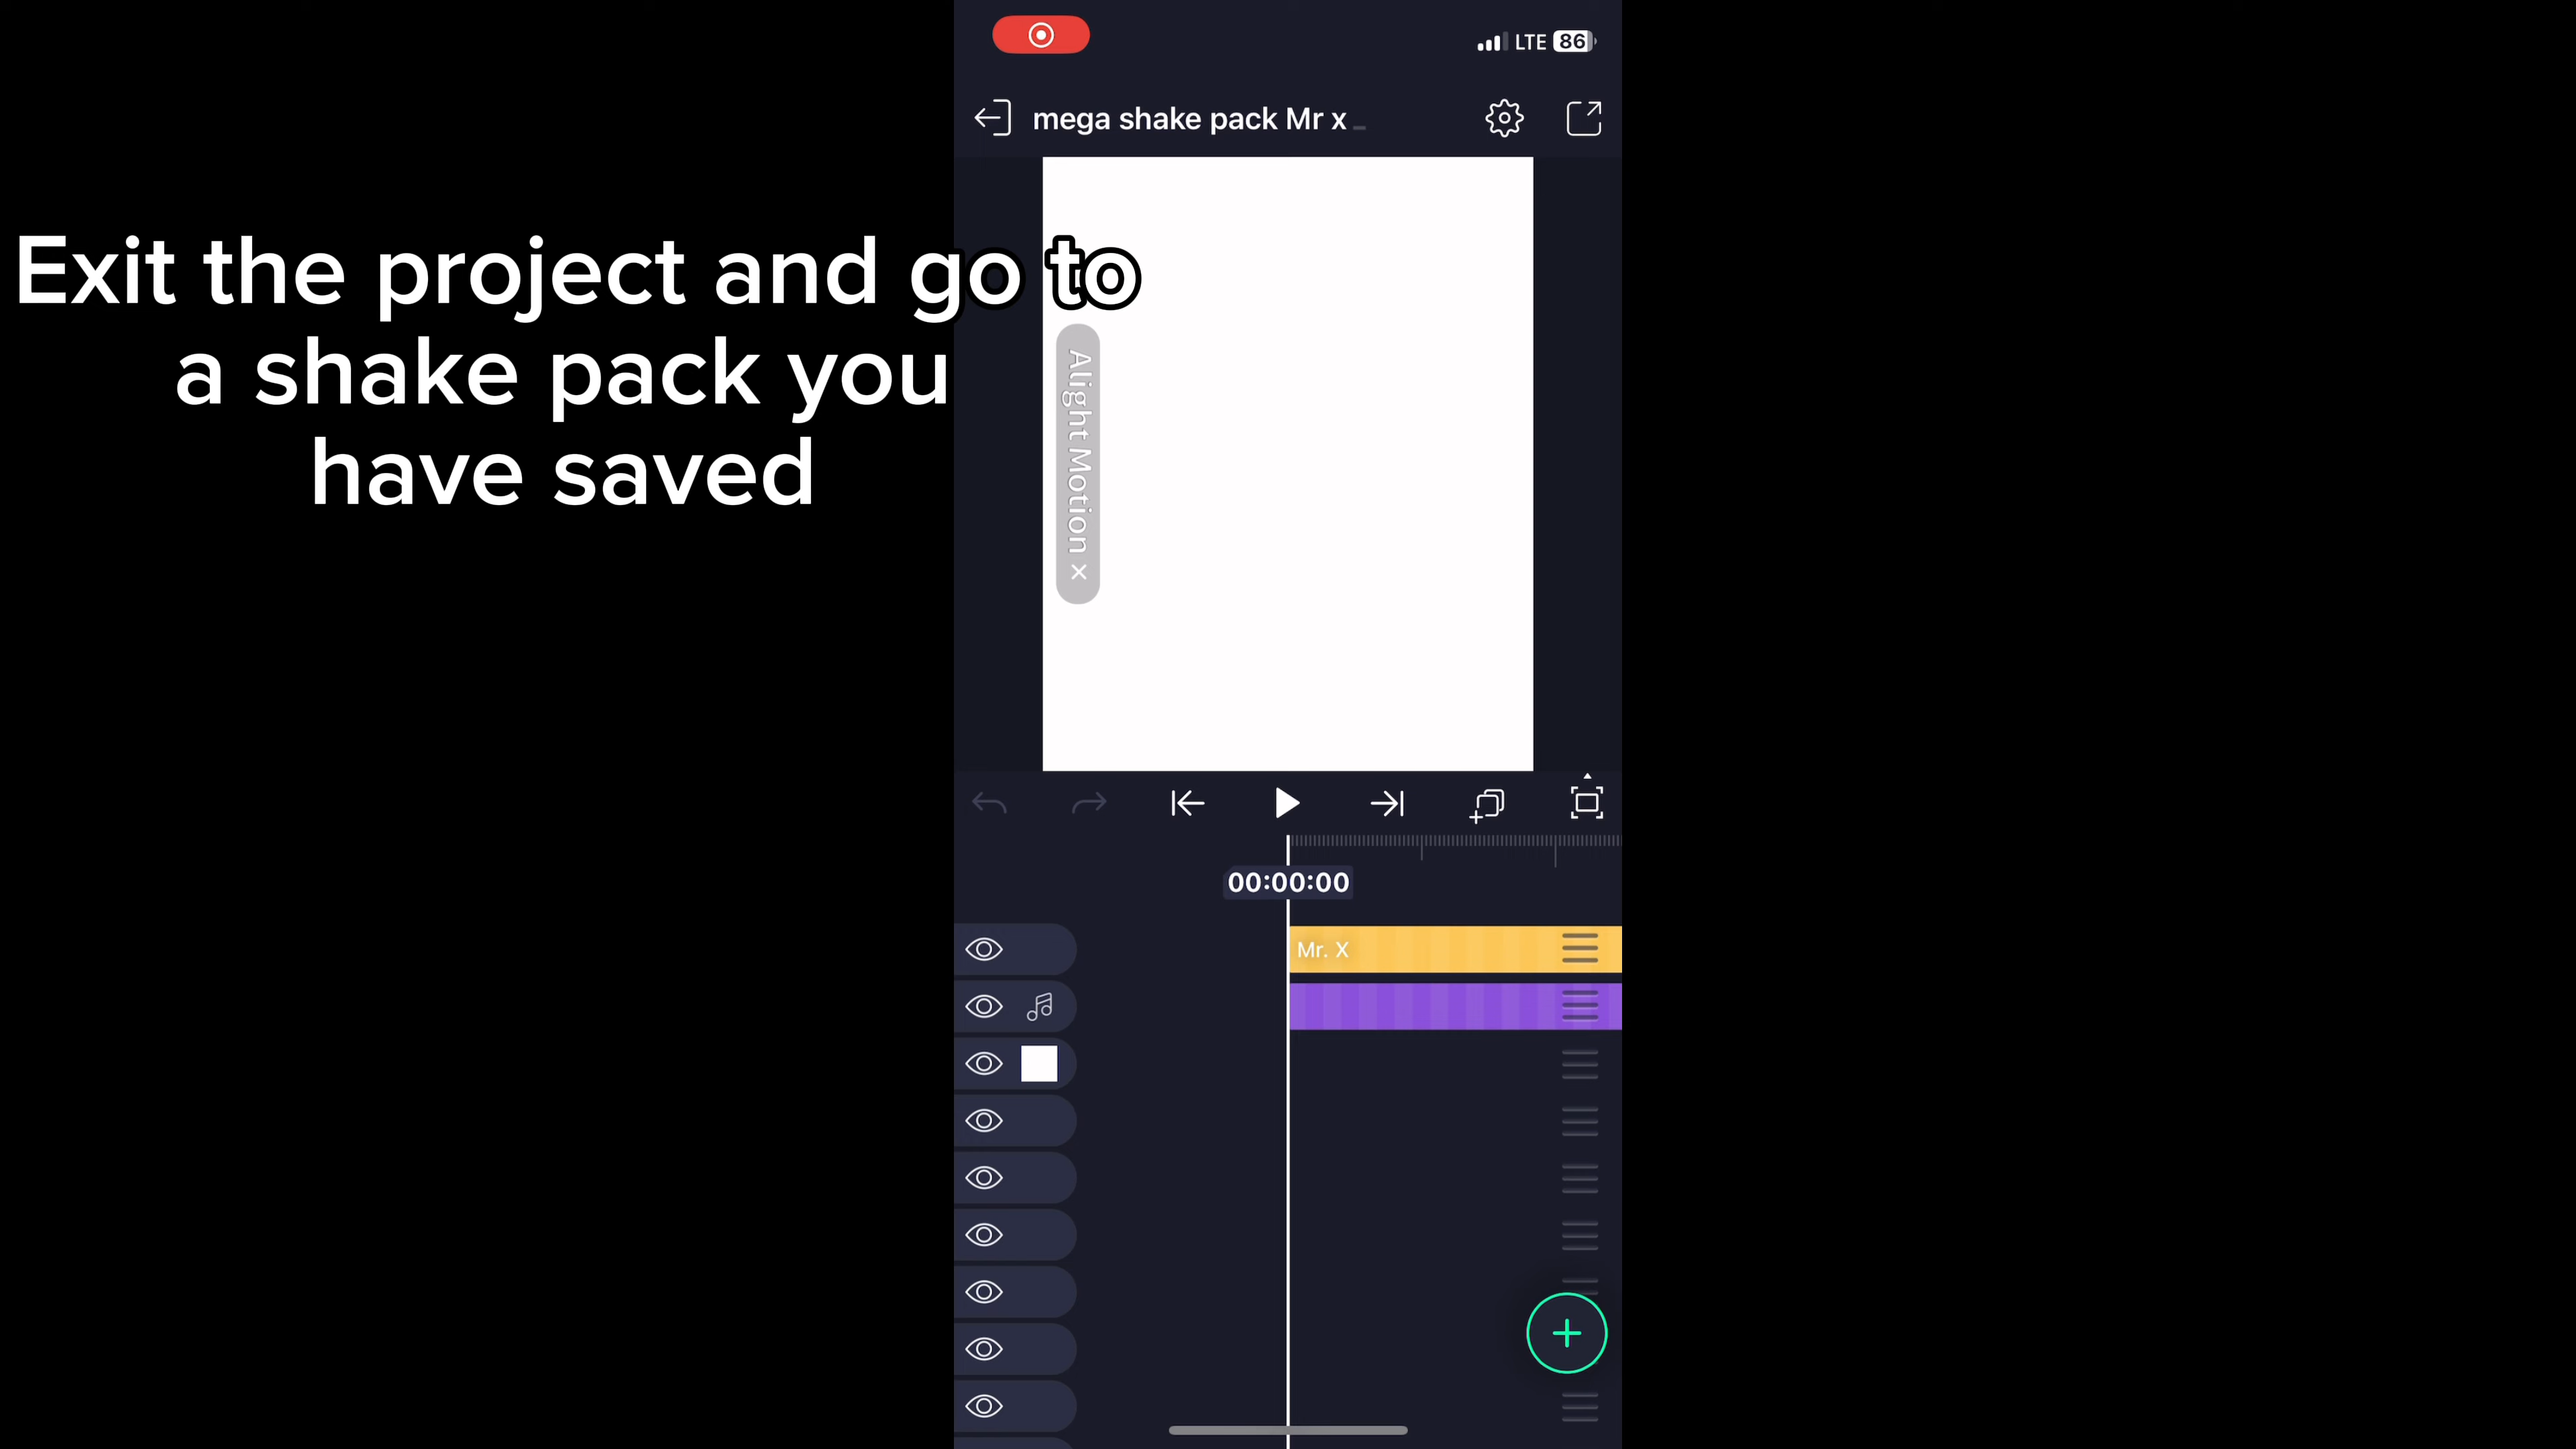 LTE 86
mega shake pack Mr x _
Exit the project and go to
a shake pack you
have saved
Alight Motion ×
00:00:00
Mr. X